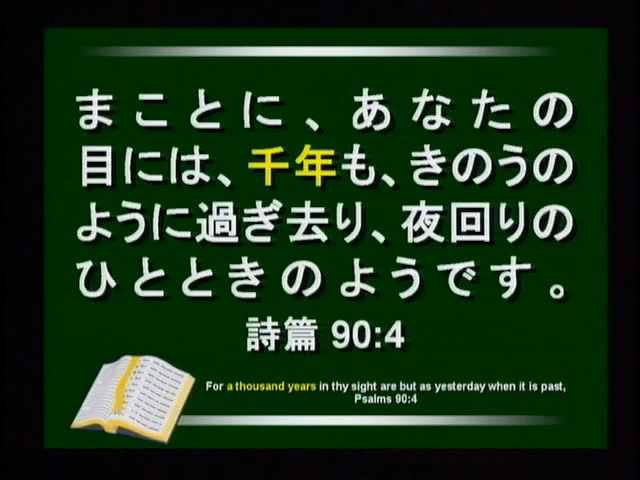 まことに、あなたの
目には、千年も、きのうの
ように過ぎ去り、夜回りの
ひとときのようです。
詩篇 90:4
For a thousand years in thy sight are but as yesterday when it is past,
Psalms 90:4